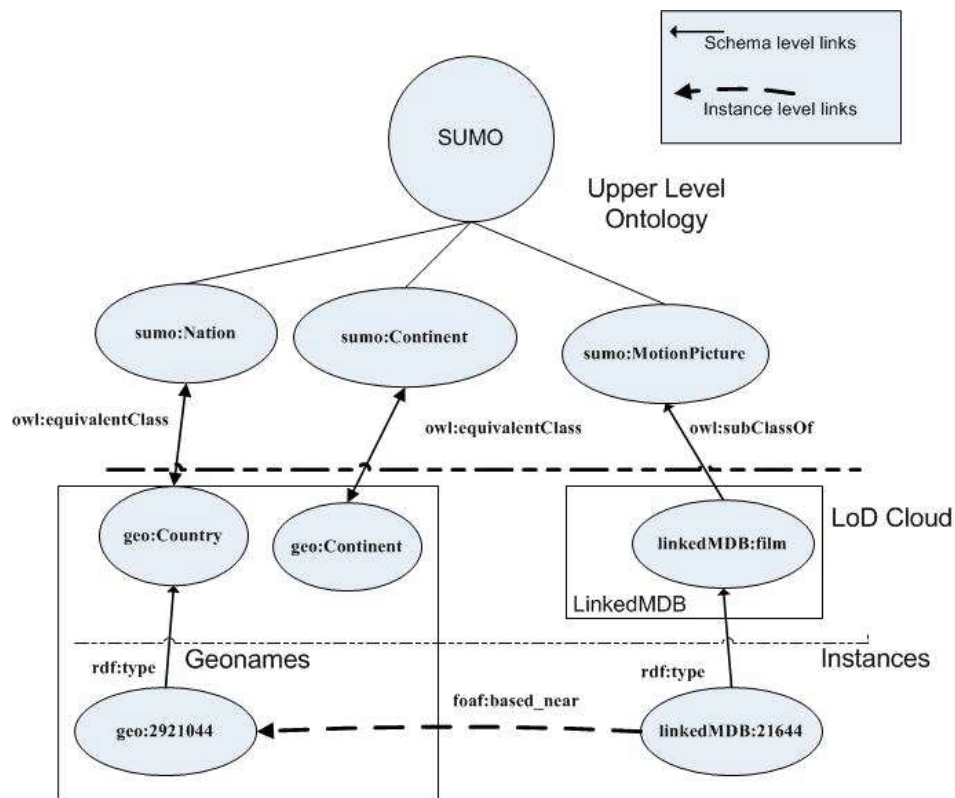 Schema level links
Instance level links
SUMO
Upper Level
Ontology
sumo:Nation
sumo:Continent
sumo:MotionPicture
owl:equivalentClass
owl:equivalentClass
owl:subClassOf
LoD Cloud
geo:Country
geo:Continent
linkedMDB:film
LinkedMDB
Geonames
Instances
rdf:type
rdf:type
foaf:based_near
geo:2921044
linkedMDB:21644